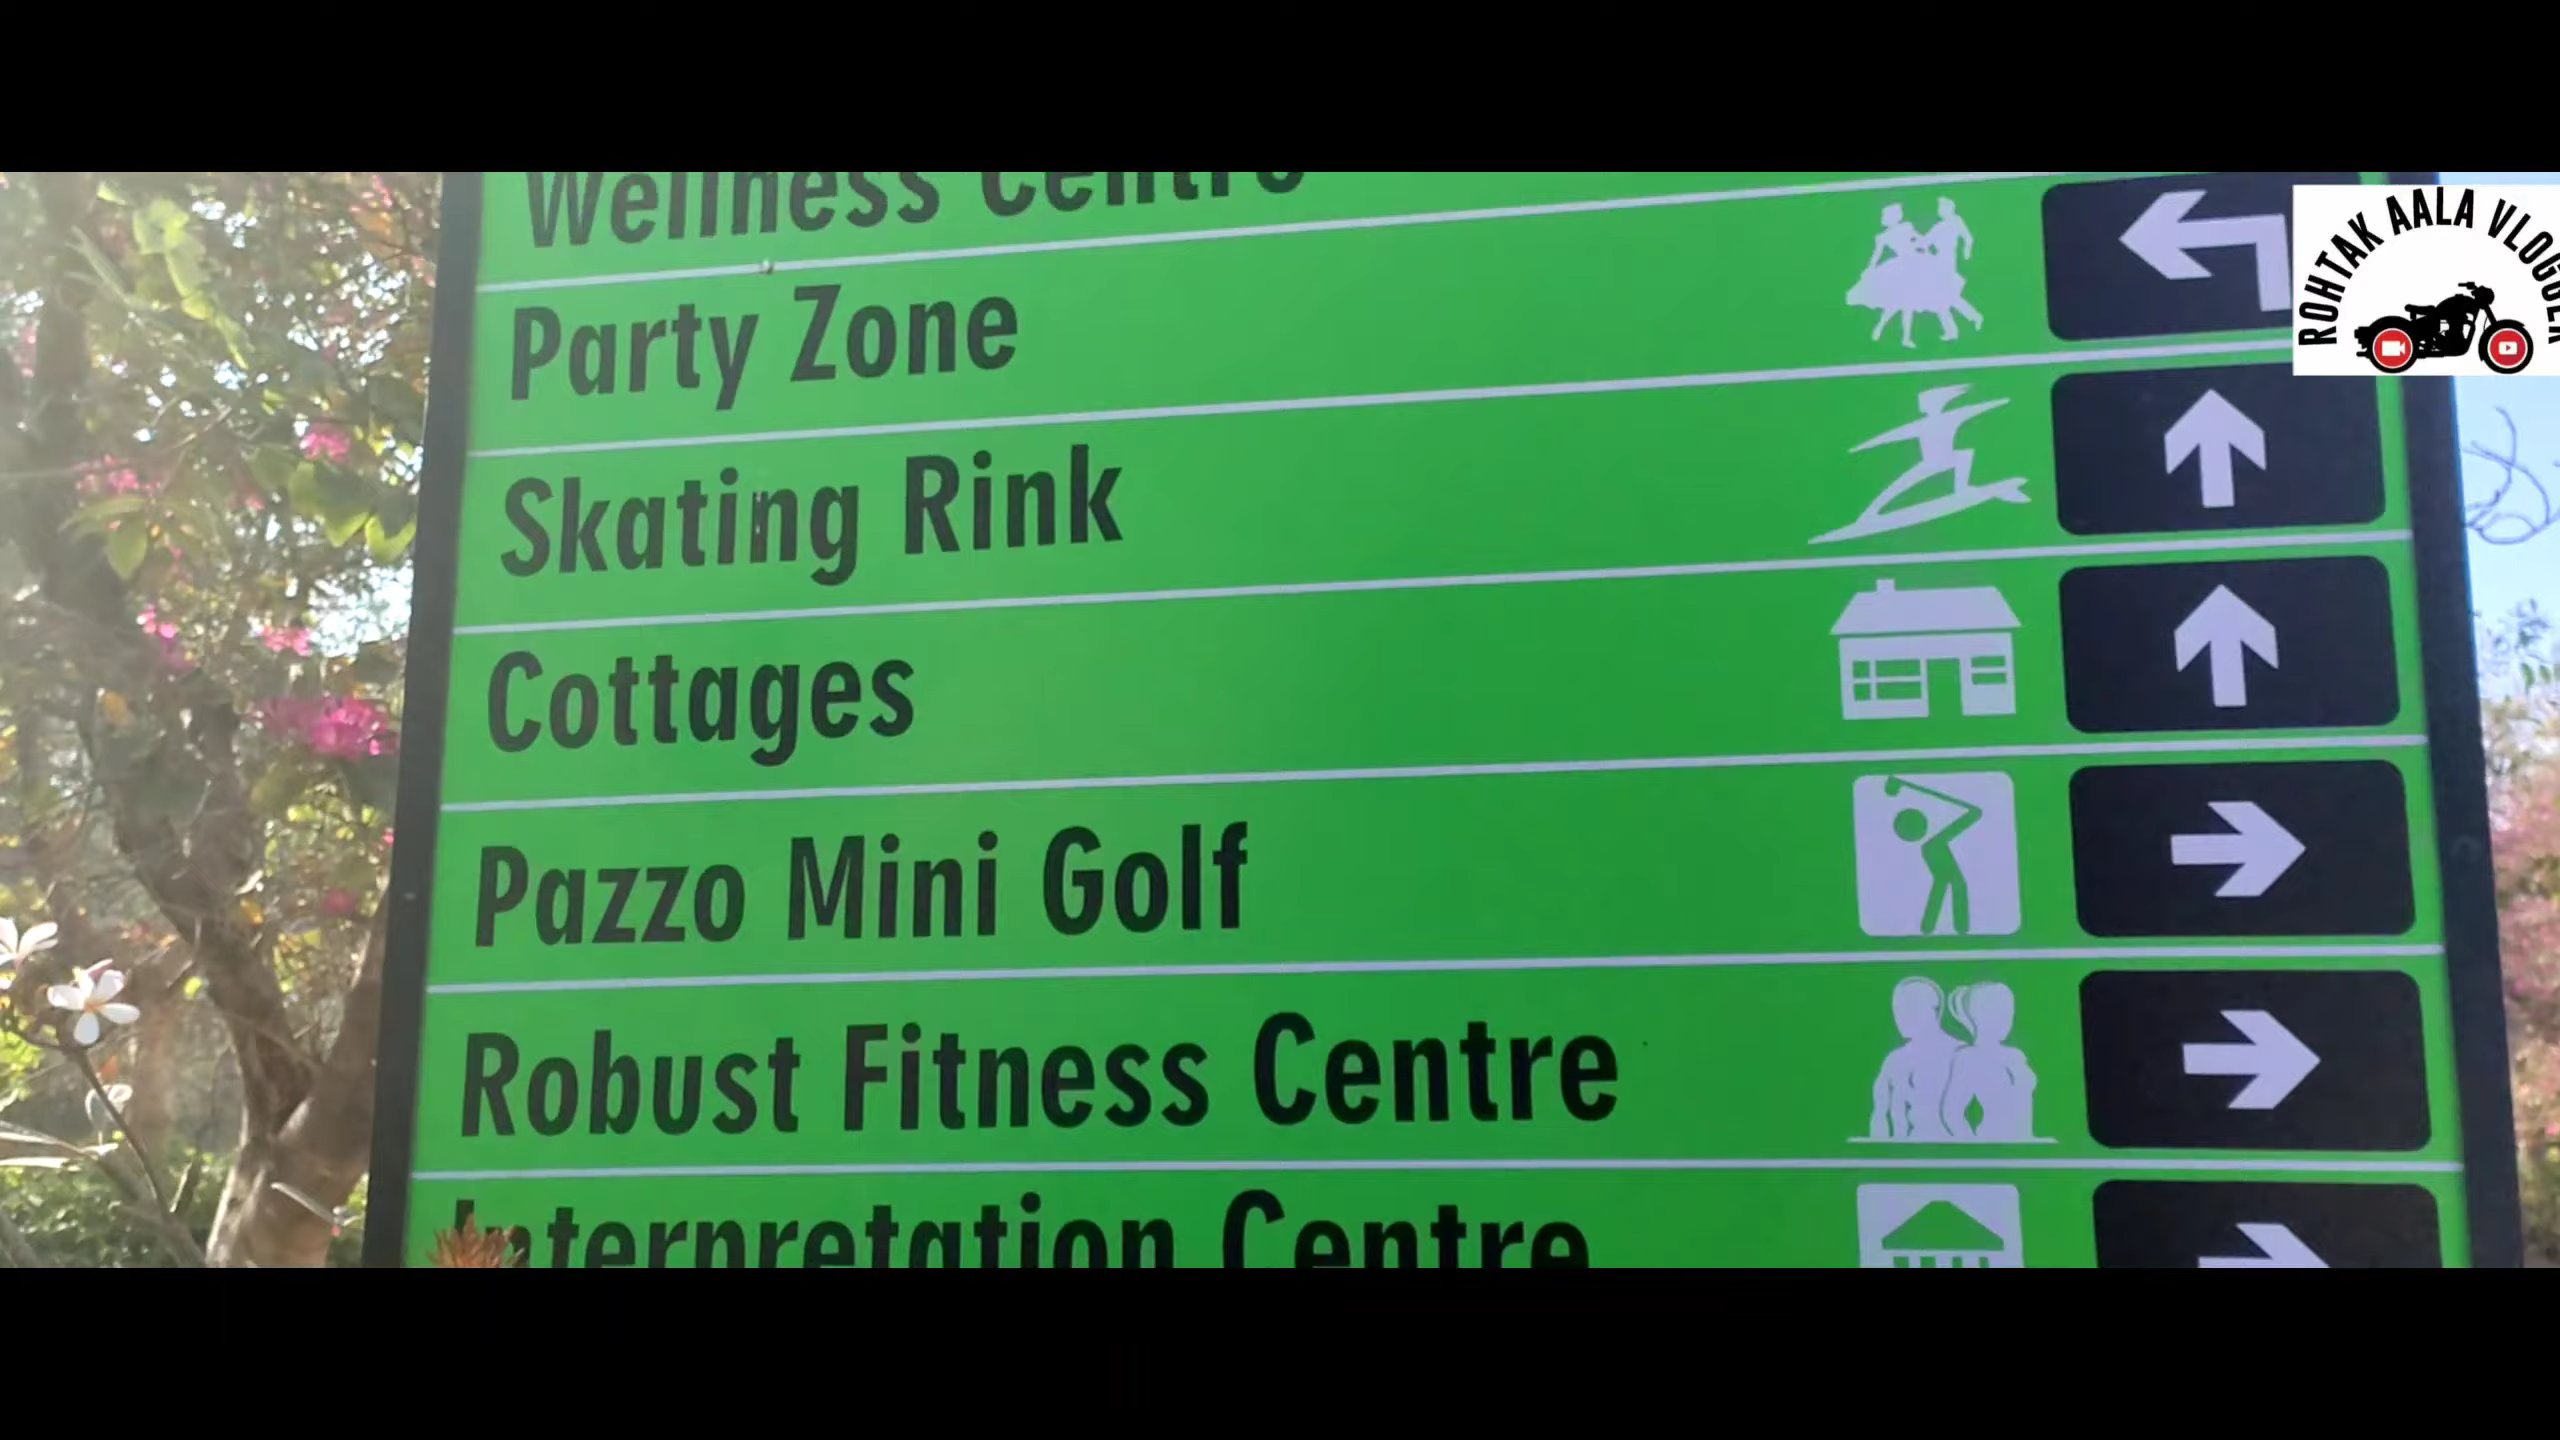 Wellness Centre
Party Zone
Skating Rink
Cottages
Pazzo Mini Golf
Robust Fitness Centre
Interpretation Centre
ROHTAK AALA VLOGGER